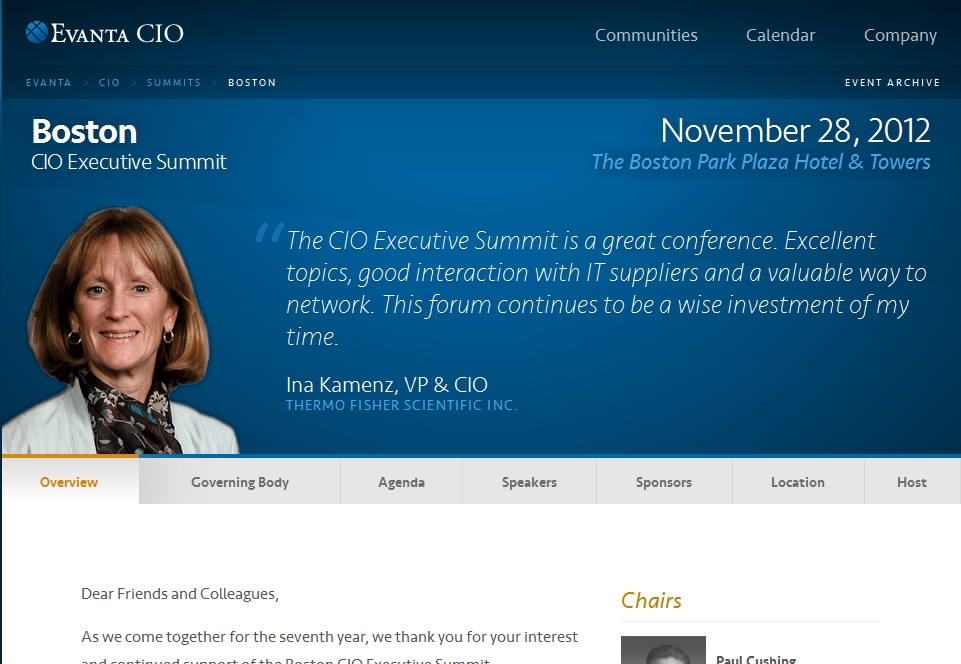 EVANTA CIO
Communities Calendar Company
EVANTA > CIO > SUMMITS > BOSTON
EVENT ARCHIVE
Boston
CIO Executive Summit
November 28, 2012
The Boston Park Plaza Hotel & Towers
“The CIO Executive Summit is a great conference. Excellent
topics, good interaction with IT suppliers and a valuable way to
network. This forum continues to be a wise investment of my
time.
Ina Kamenz, VP & CIO
THERMO FISHER SCIENTIFIC INC.
Overview Governing Body Agenda Speakers Sponsors Location Host
Dear Friends and Colleagues,
As we come together for the seventh year, we thank you for your interest
and continued support of the Boston CIO Executive Summit.
Chairs
Paul Cushing